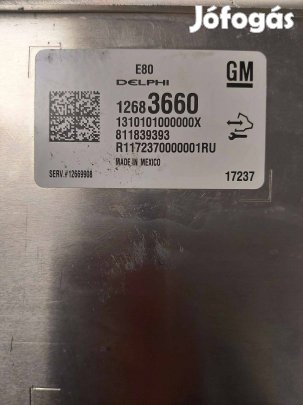 Jófogás
E80
DELPHI
GM
12683660
1310101000000X
811839393
R1172370000001RU
MADE IN MEXICO
SERV.#12669908
17237